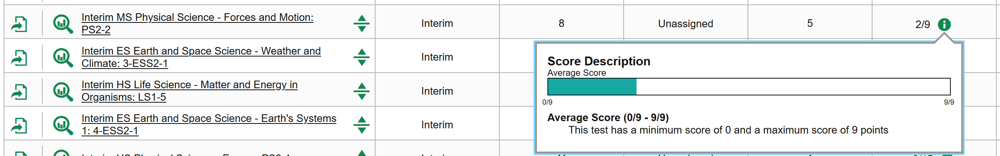 Interim MS Physical Science - Forces and Motion:
PS2-2
Interim
8
Unassigned
5
2/9
Interim ES Earth and Space Science - Weather and
Climate: 3-ESS2-1
Interim
Interim HS Life Science - Matter and Energy in
Organisms: LS1-5
Interim
Interim ES Earth and Space Science - Earth's Systems
1: 4-ESS2-1
Interim
Score Description
Average Score
0/9
9/9
Average Score (0/9 - 9/9)
This test has a minimum score of 0 and a maximum score of 9 points